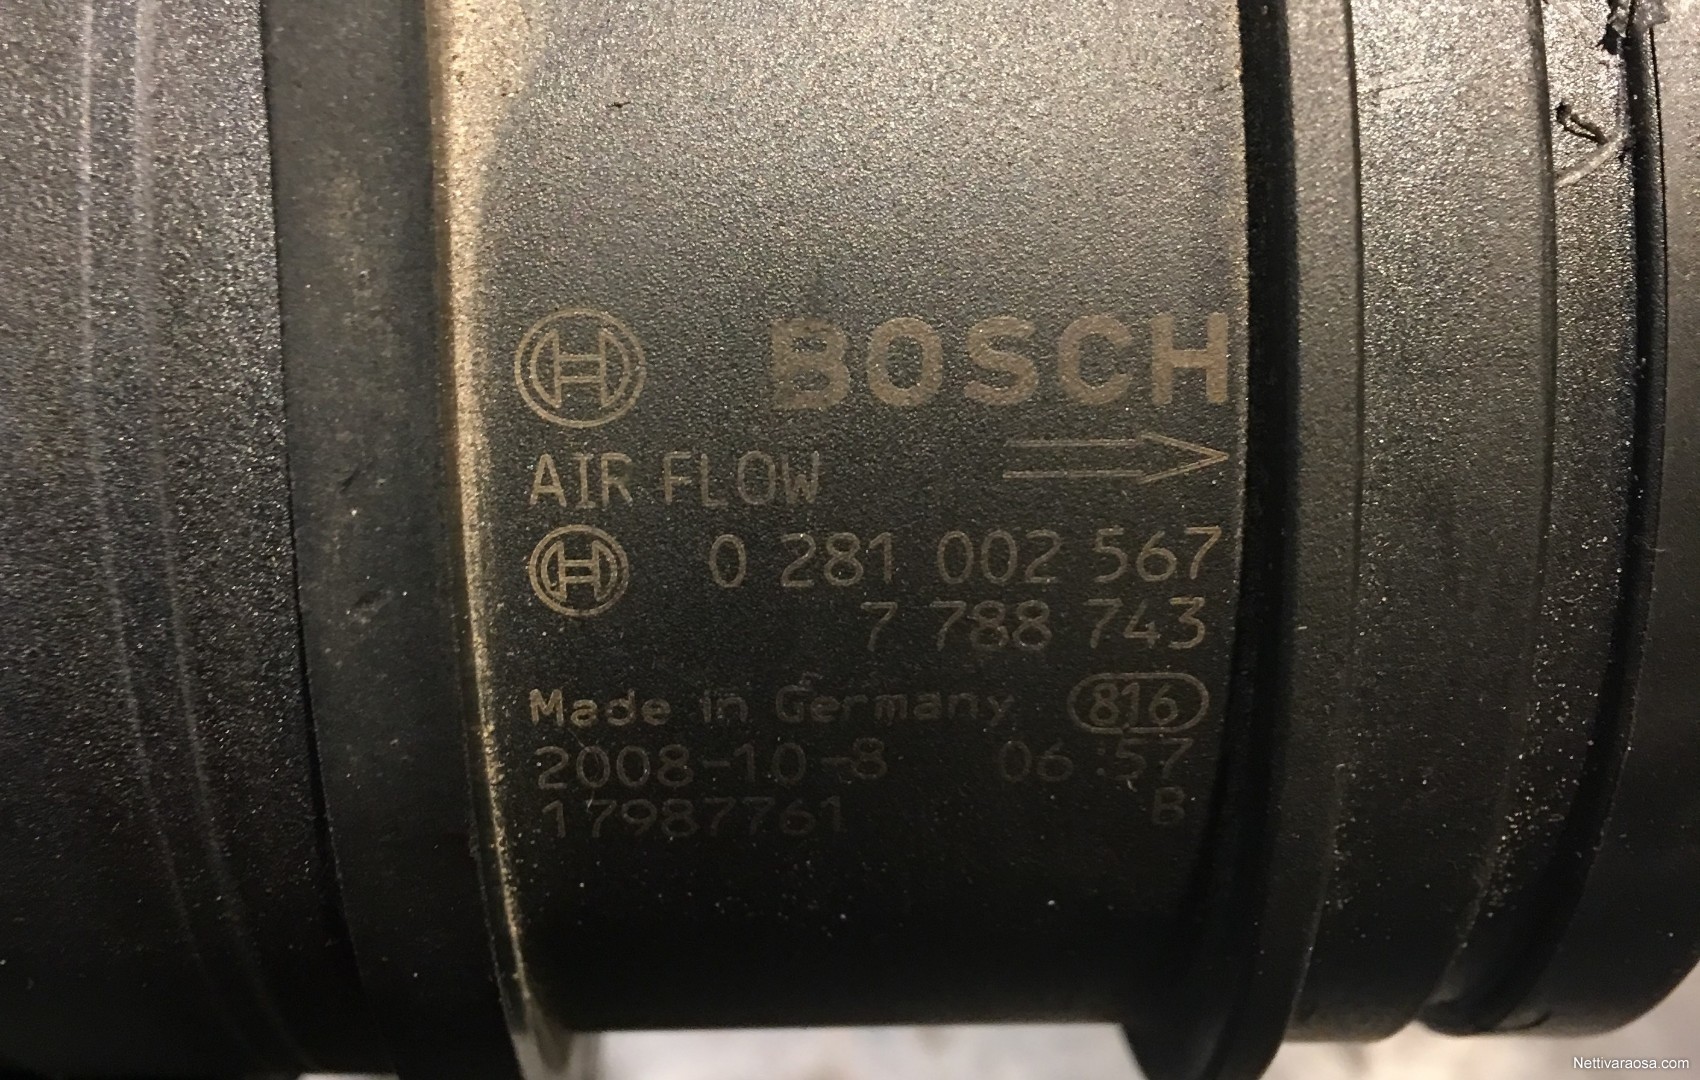 BOSCH
AIR FLOW
0 281 002 567
7 788 743
Made in Germany 816
2008-10-8 06:57
17987761 B
Nettivaraosa.com